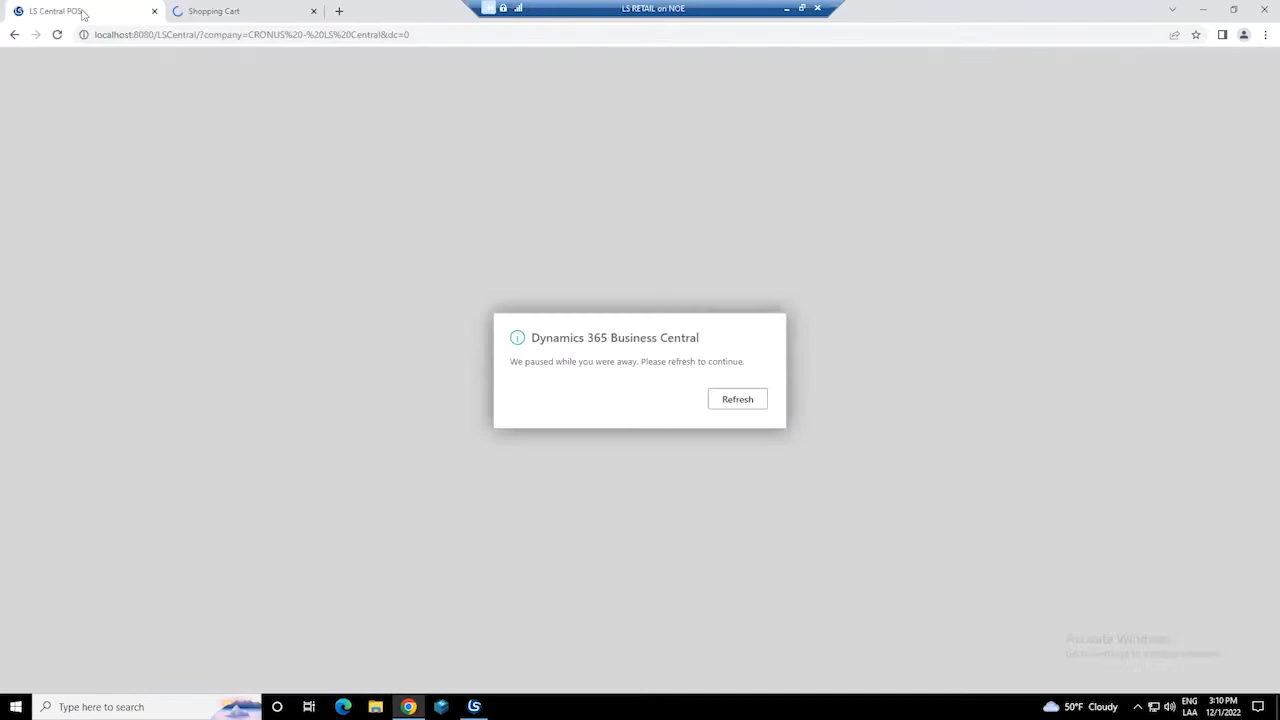 LS Central POS
Shopping Cart
LS RETAIL on NOE
localhost:8080/LSCentral/?company=CRONUS%20-%20LS%20Central&dc=0
Dynamics 365 Business Central
We paused while you were away. Please refresh to continue.
Refresh
Activate Windows
Type here to search
50°F Cloudy
ENG
LAA
3:10 PM
12/1/2022